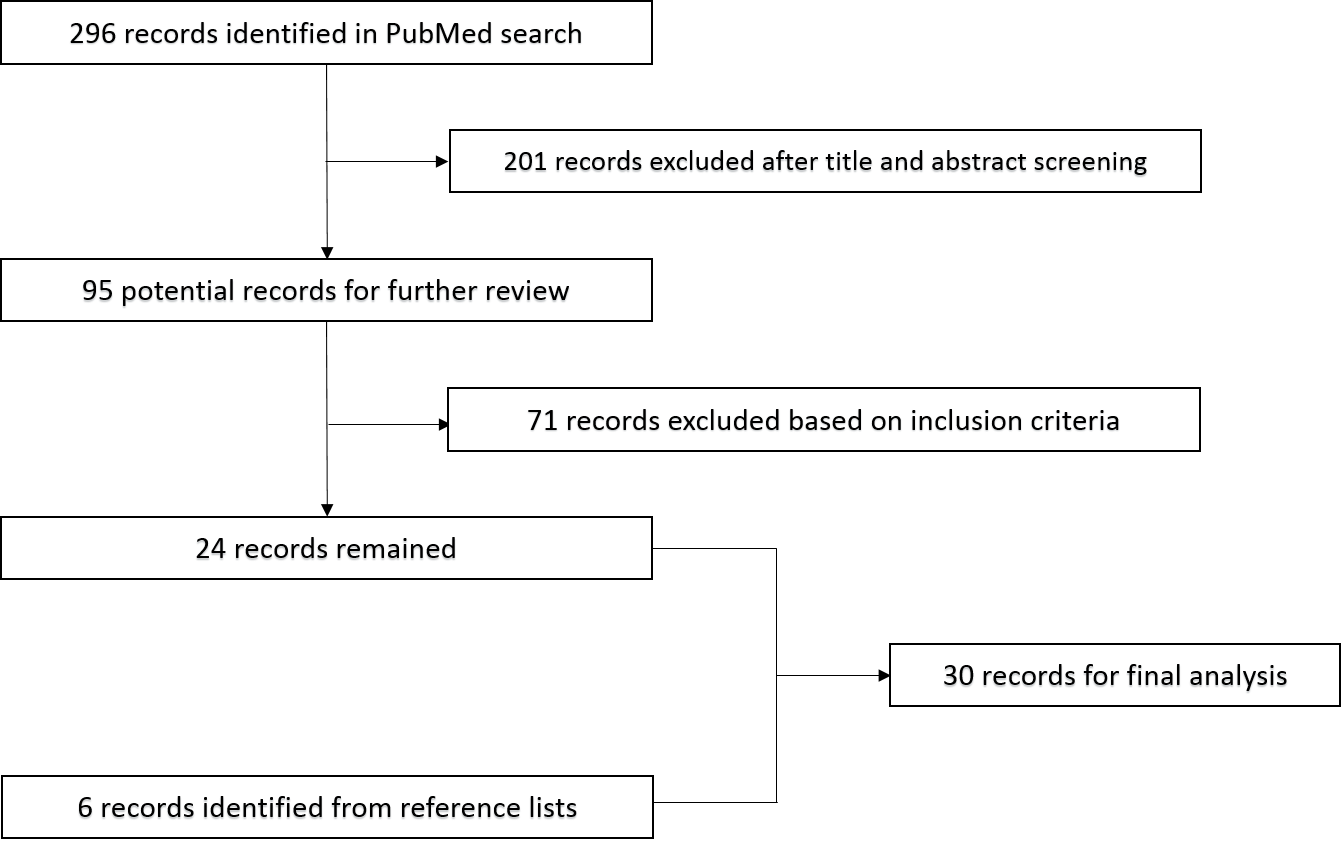 296 records identified in PubMed search
201 records excluded after title and abstract screening
95 potential records for further review
71 records excluded based on inclusion criteria
24 records remained
30 records for final analysis
6 records identified from reference lists